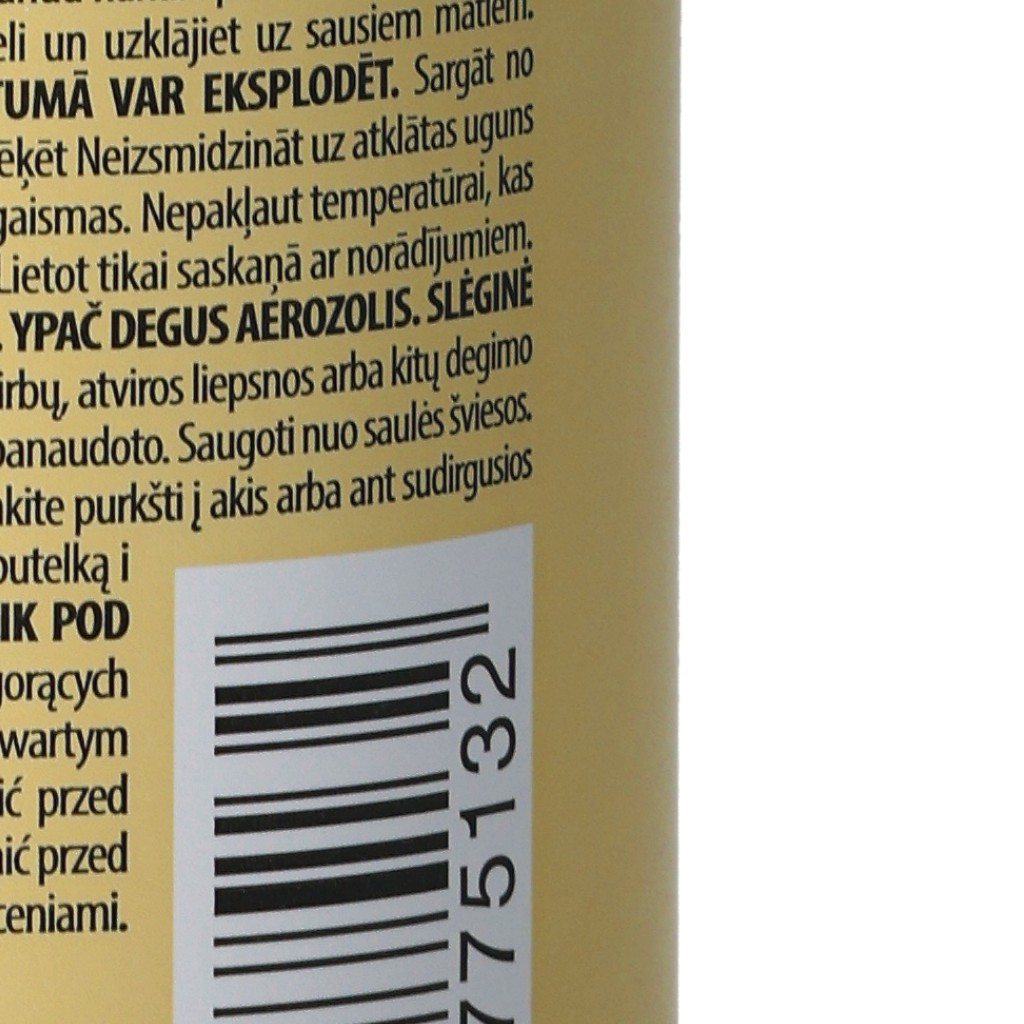 eli un uzklājiet uz sausiem matiem.
TUMĀ VAR EKSPLODĒT. Sargāt no
ēķēt Neizsmidzināt uz atklātas uguns
gaismas. Nepakļaut temperatūrai, kas
Lietot tikai saskaņā ar norādījumiem.
. YPAČ DEGUS AEROZOLIS. SLĖGINĖ
irbų, atviros liepsnos arba kitų degimo
panaudoto. Saugoti nuo saulės šviesos.
nkite purkšti į akis arba ant sudirgusios
outelką i
IK POD
gorących
wartym
ić przed
nić przed
ceniami.
775132